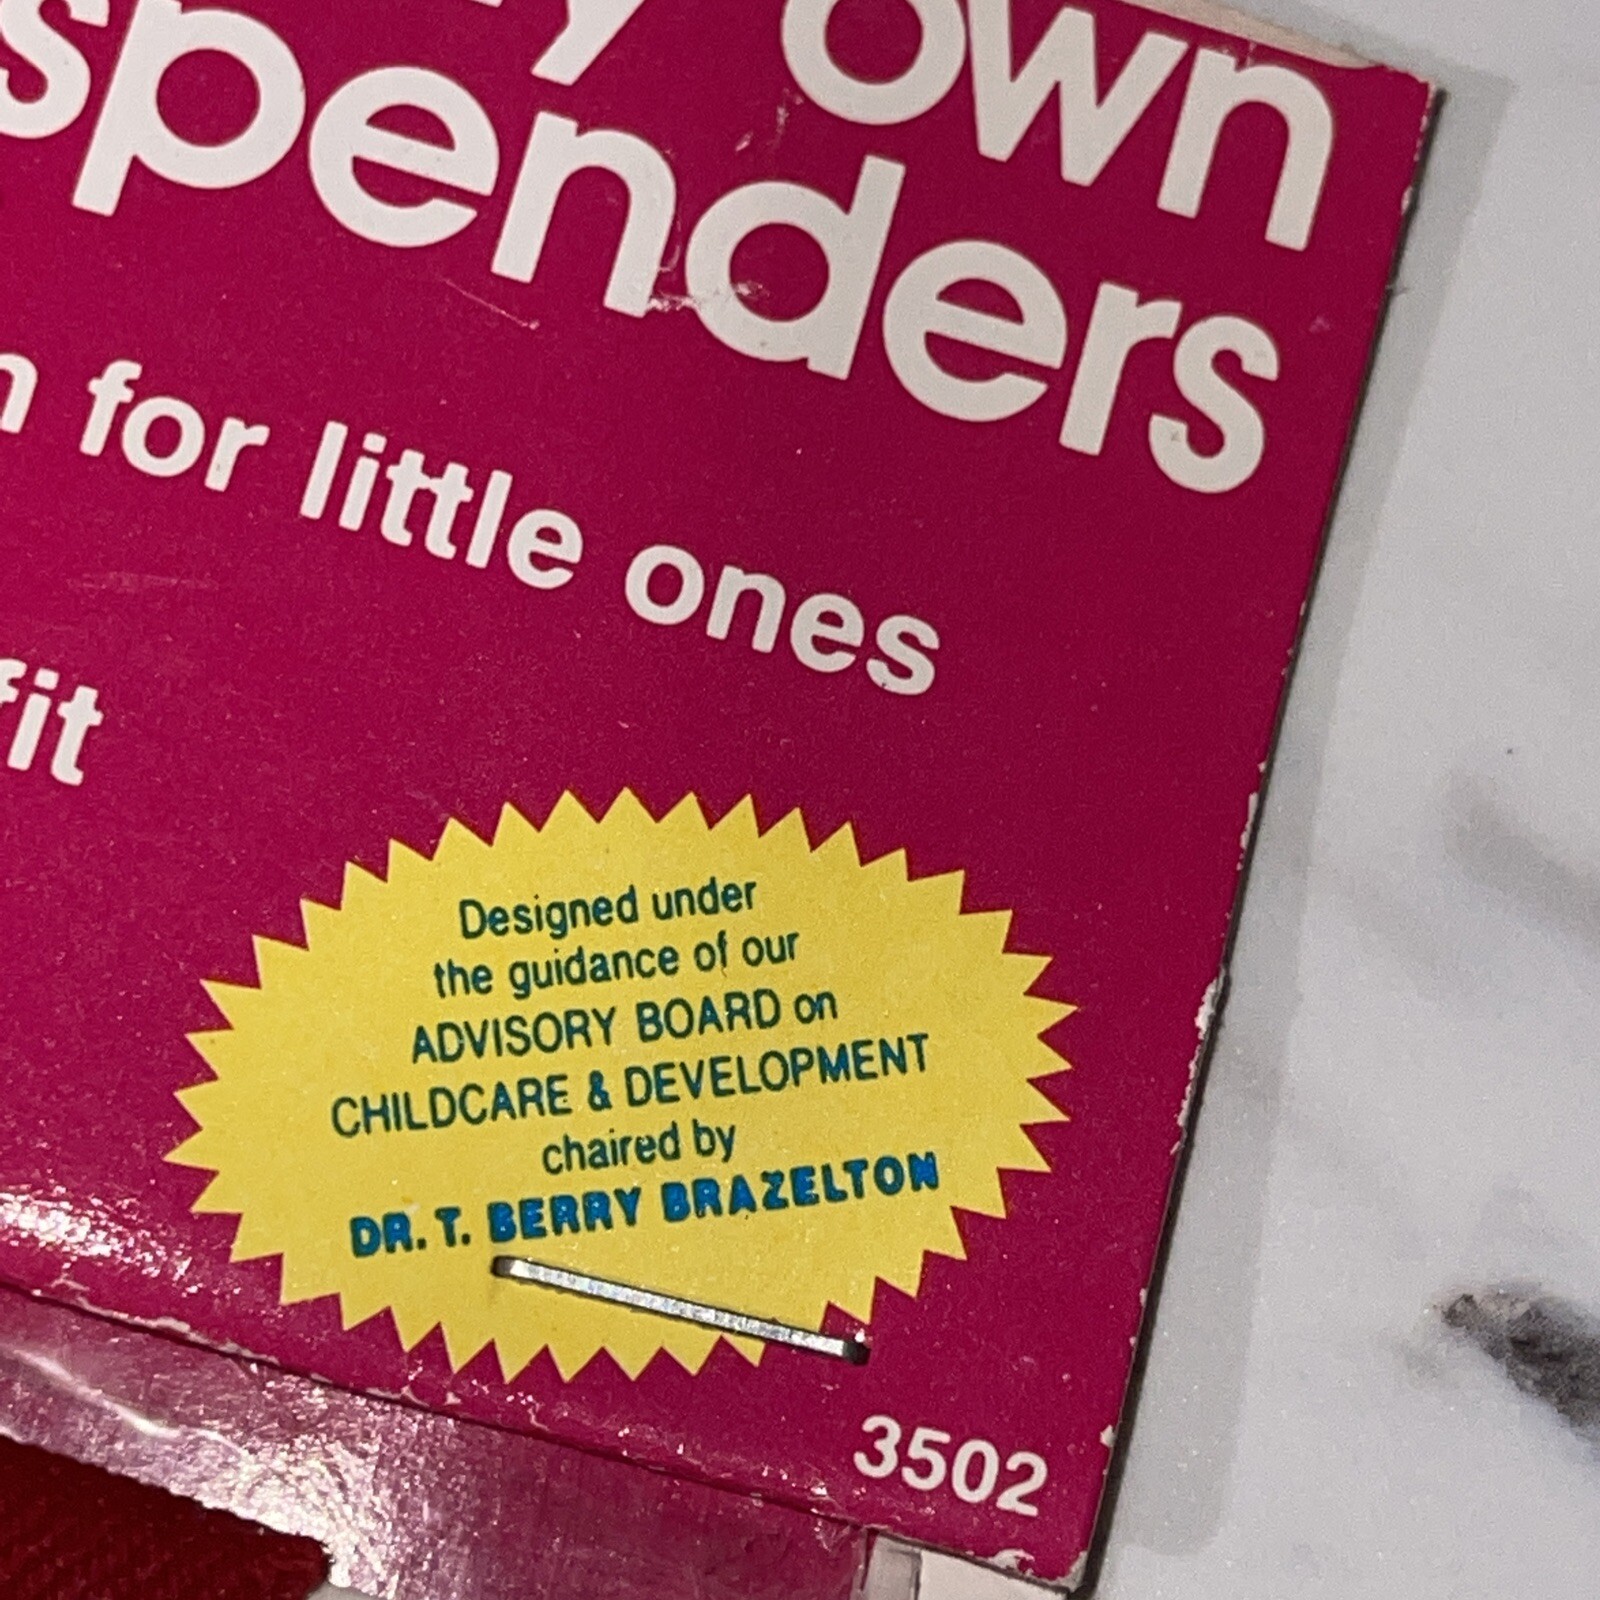 own
spenders
for little ones
fit
Designed under
the guidance of our
ADVISORY BOARD on
CHILDCARE & DEVELOPMENT
chaired by
DR. T. BERRY BRAZELTON
3502